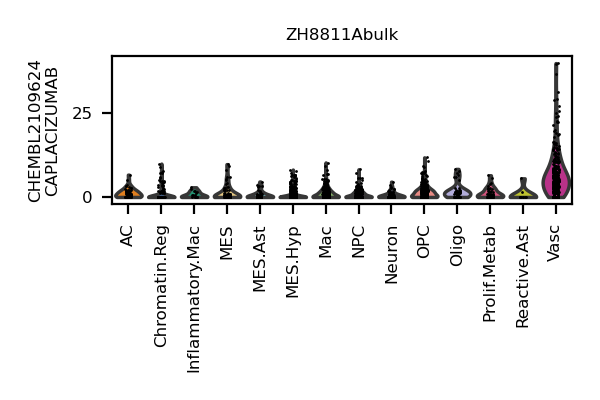 ZH8811Abulk
CHEMBL2109624
CAPLACIZUMAB
25
0
AC
Chromatin.Reg
Inflammatory.Mac
MES
MES.Ast
MES.Hyp
Mac
NPC
Neuron
OPC
Oligo
Prolif.Metab
Reactive.Ast
Vasc